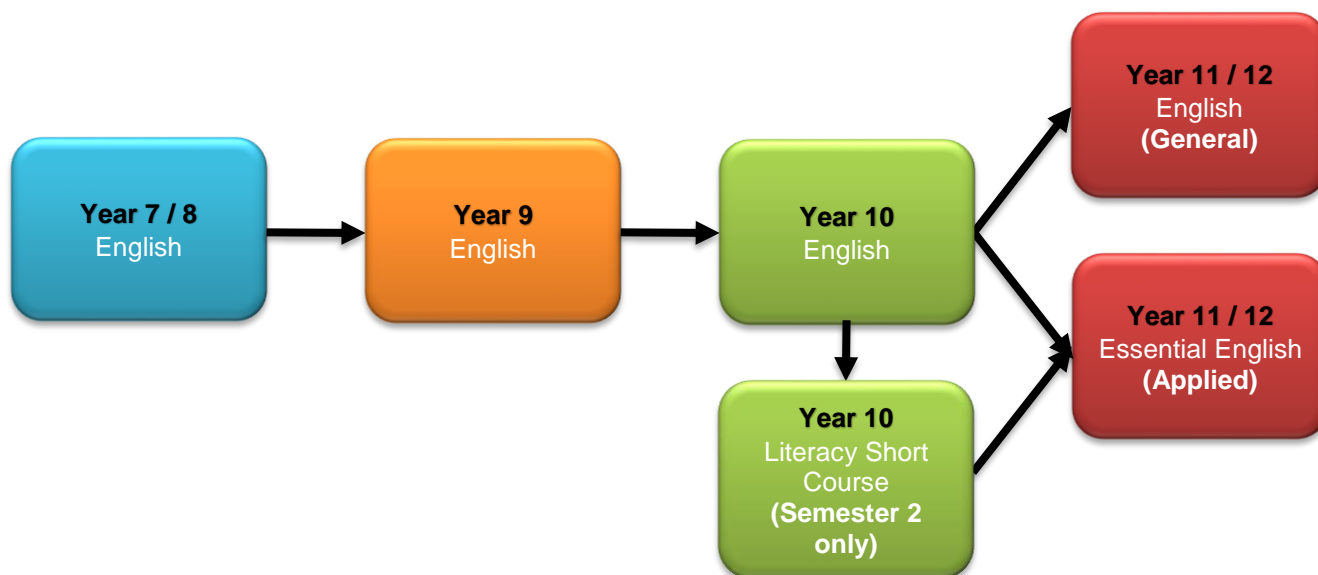 Year 7 / 8
English
Year 9
English
Year 10
English
Year 10
Literacy Short
Course
(Semester 2
only)
Year 11 / 12
English
(General)
Year 11 / 12
Essential English
(Applied)